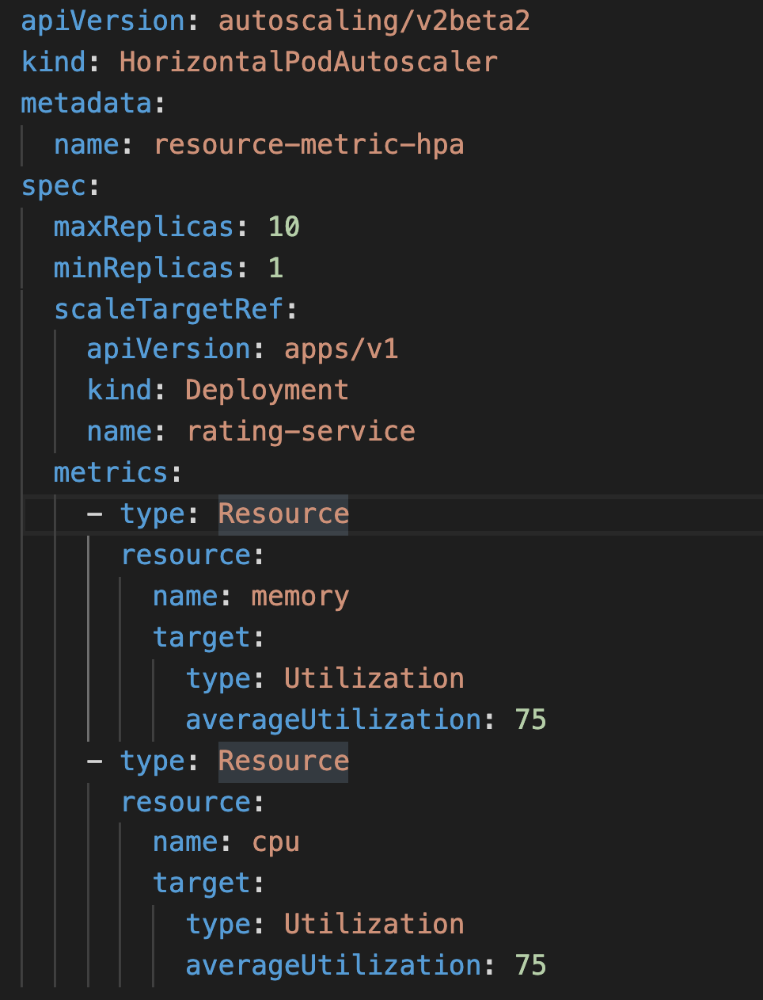 apiVersion: autoscaling/v2beta2
kind: HorizontalPodAutoscaler
metadata:
  name: resource-metric-hpa
spec:
  maxReplicas: 10
  minReplicas: 1
  scaleTargetRef:
    apiVersion: apps/v1
    kind: Deployment
    name: rating-service
  metrics:
    - type: Resource
      resource:
        name: memory
        target:
          type: Utilization
          averageUtilization: 75
    - type: Resource
      resource:
        name: cpu
        target:
          type: Utilization
          averageUtilization: 75